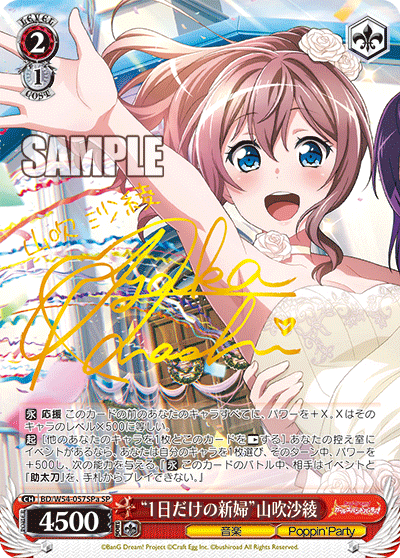 LEVEL
2
1
COST
SAMPLE
山吹 沙綾
Ayaka
【永】 応援 このカードの前のあなたのキャラすべてに、パワーを＋X。Xはそ
のキャラのレベル×500に等しい。
【起】［他のあなたのキャラを1枚とこのカードを する］ あなたの控え室に
イベントがあるなら、あなたは自分のキャラを1枚選び、そのターン中、パワーを
＋500し、次の能力を与える。『【永】 このカードのバトル中、相手はイベントと
「助太刀」を、手札からプレイできない。』
CH BD/W54-057SPa SP
4500
“1日だけの新婦”山吹沙綾
音楽
Poppin'Party
©BanG Dream! Project ©Craft Egg Inc. ©bushiroad All Rights Reserved.